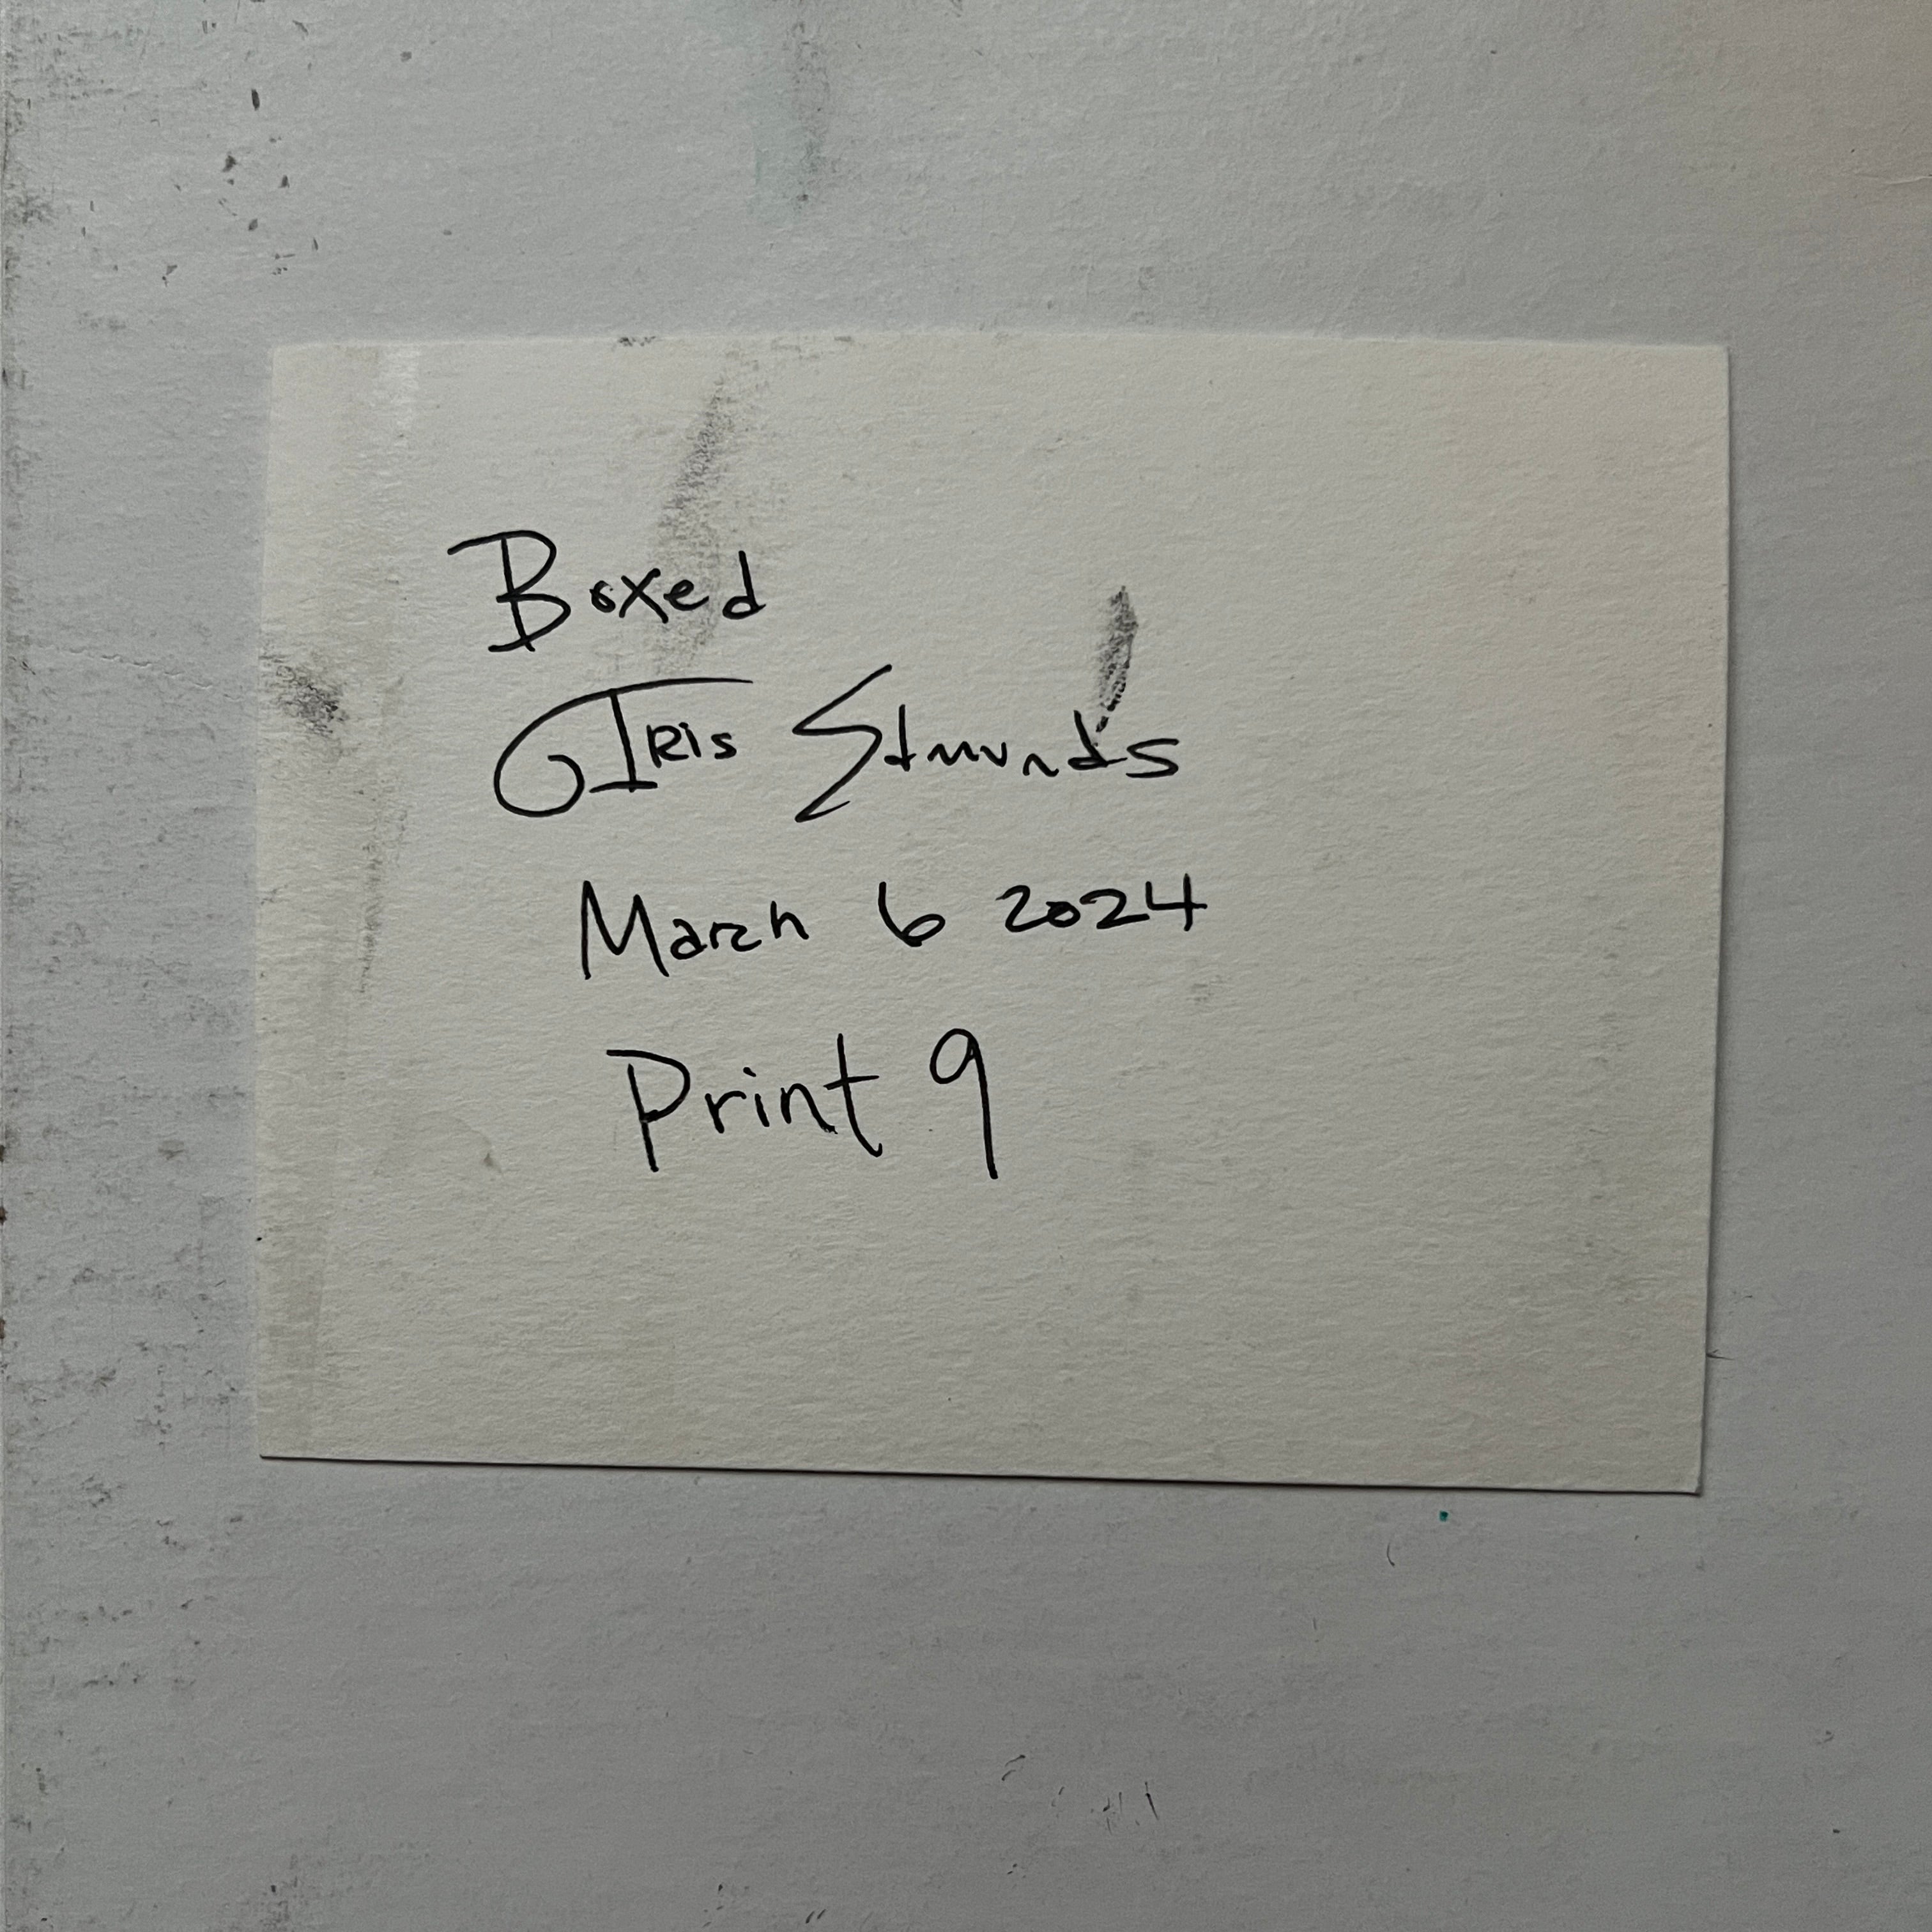 Boxed
Iris Edmunds
March 6 2024
Print 9